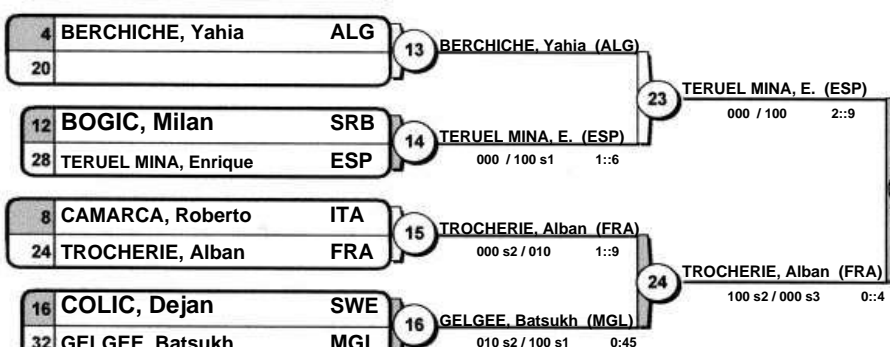 4 BERCHICHE, Yahia ALG
20
13
BERCHICHE, Yahia (ALG)
12 BOGIC, Milan SRB
28 TERUEL MINA, Enrique ESP
14
TERUEL MINA, E. (ESP)
000 / 100 s1 1::6
23
TERUEL MINA, E. (ESP)
000 / 100 2::9
8 CAMARCA, Roberto ITA
24 TROCHERIE, Alban FRA
15
TROCHERIE, Alban (FRA)
000 s2 / 010 1::9
16 COLIC, Dejan SWE
32 GELGEE, Batsukh MGL
16
GELGEE, Batsukh (MGL)
010 s2 / 100 s1 0:45
24
TROCHERIE, Alban (FRA)
100 s2 / 000 s3 0::4